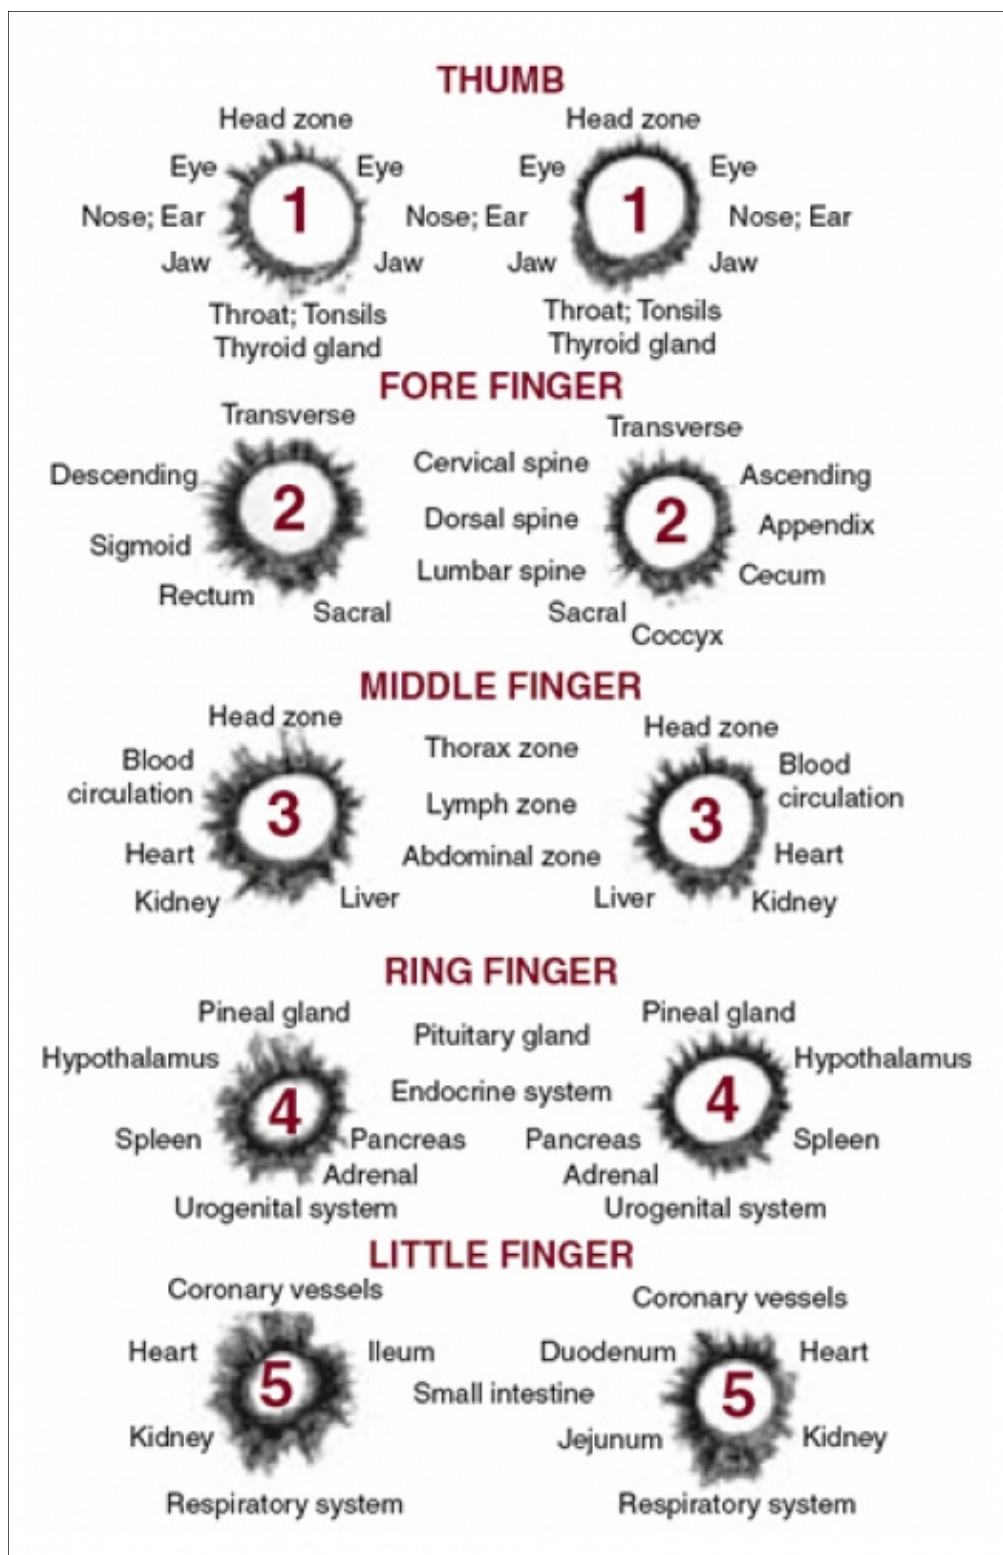 THUMB
Head zone Head zone
Eye Eye Eye Eye
1 1
Nose; Ear Nose; Ear Nose; Ear
Jaw Jaw Jaw Jaw
Throat; Tonsils Throat; Tonsils
Thyroid gland Thyroid gland
FORE FINGER
Transverse Transverse
Cervical spine
Descending Ascending
2 2
Dorsal spine Appendix
Sigmoid Lumbar spine Cecum
Rectum Sacral Sacral
Coccyx
MIDDLE FINGER
Head zone Head zone
Thorax zone
Blood Blood
circulation circulation
Lymph zone
3 3
Heart Abdominal zone Heart
Kidney Liver Liver Kidney
RING FINGER
Pineal gland Pineal gland
Pituitary gland
Hypothalamus Hypothalamus
Endocrine system
4 4
Spleen Pancreas Pancreas Spleen
Adrenal Adrenal
Urogenital system Urogenital system
LITTLE FINGER
Coronary vessels Coronary vessels
Heart Ileum Duodenum Heart
5 Small intestine 5
Kidney Jejunum Kidney
Respiratory system Respiratory system